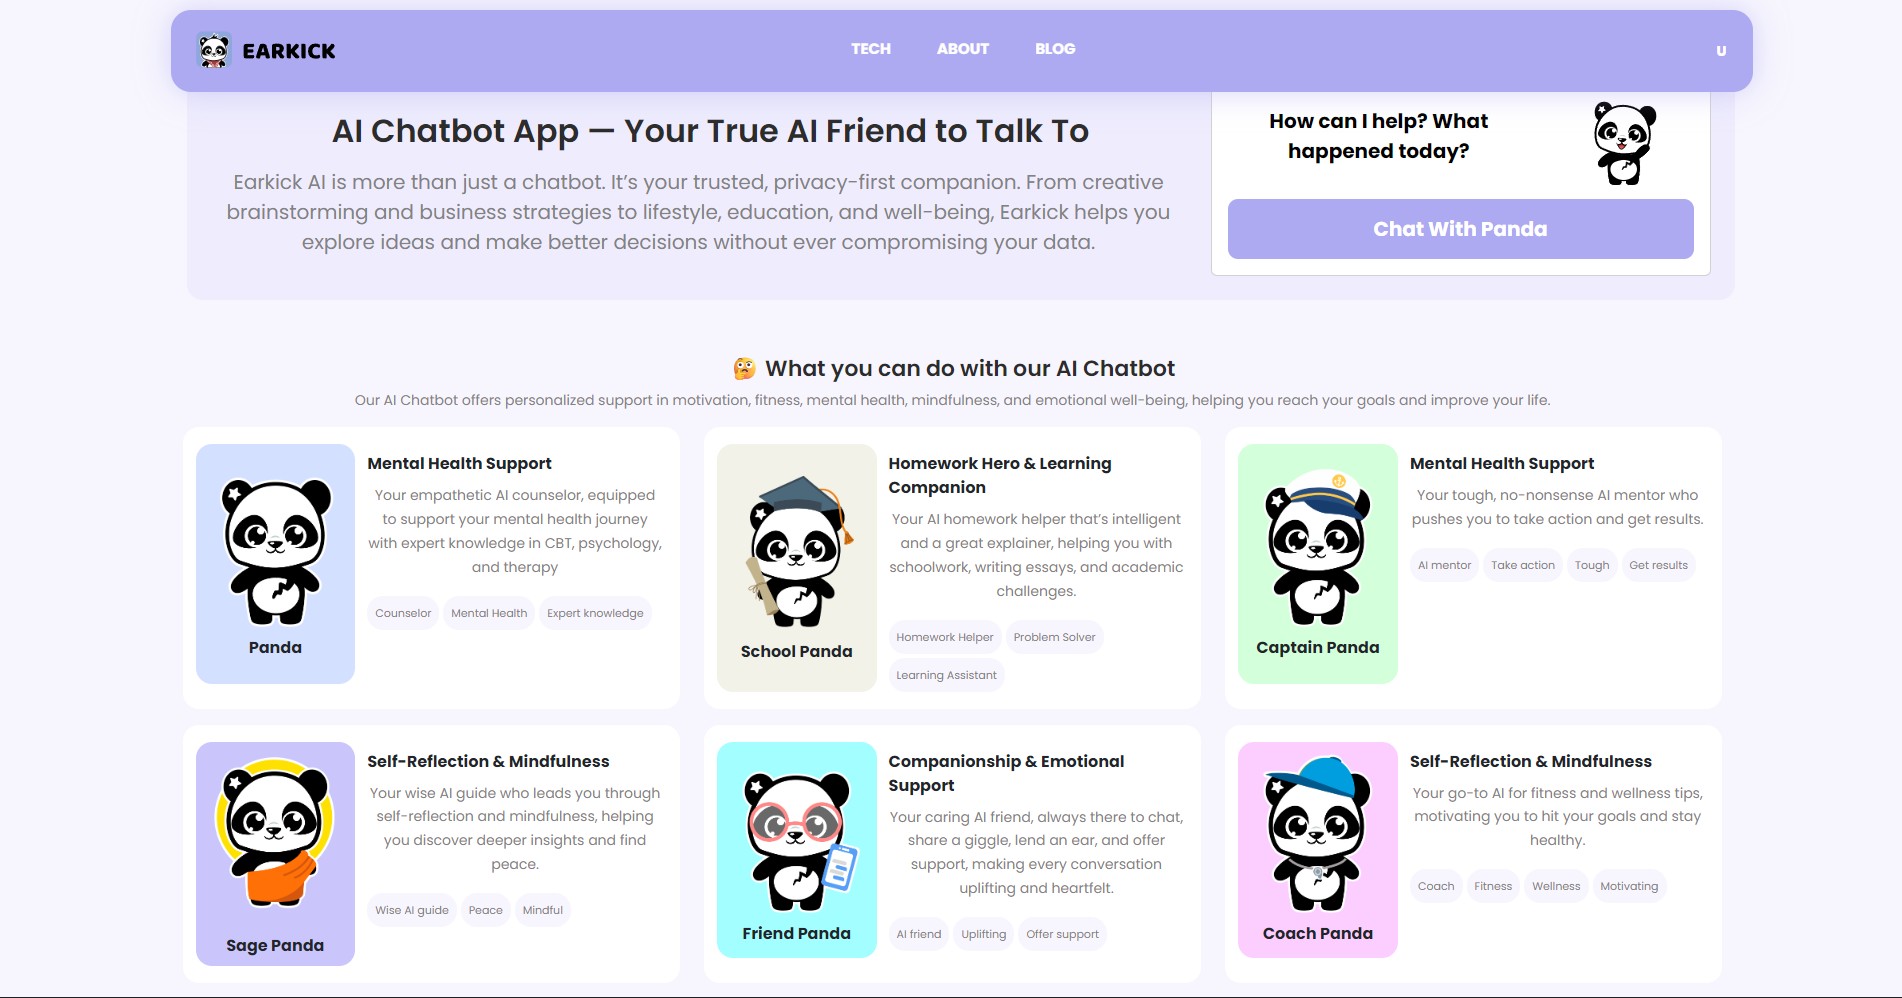 EARKICK
TECH
ABOUT
BLOG
U
AI Chatbot App — Your True AI Friend to Talk To
Earkick AI is more than just a chatbot. It’s your trusted, privacy-first companion. From creative
brainstorming and business strategies to lifestyle, education, and well-being, Earkick helps you
explore ideas and make better decisions without ever compromising your data.
How can I help? What
happened today?
Chat With Panda
What you can do with our AI Chatbot
Our AI Chatbot offers personalized support in motivation, fitness, mental health, mindfulness, and emotional well-being, helping you reach your goals and improve your life.
Panda
Mental Health Support
Your empathetic AI counselor, equipped
to support your mental health journey
with expert knowledge in CBT, psychology,
and therapy
Counselor
Mental Health
Expert knowledge
School Panda
Homework Hero & Learning
Companion
Your AI homework helper that’s intelligent
and a great explainer, helping you with
schoolwork, writing essays, and academic
challenges.
Homework Helper
Problem Solver
Learning Assistant
Captain Panda
Mental Health Support
Your tough, no-nonsense AI mentor who
pushes you to take action and get results.
AI mentor
Take action
Tough
Get results
Sage Panda
Self-Reflection & Mindfulness
Your wise AI guide who leads you through
self-reflection and mindfulness, helping
you discover deeper insights and find
peace.
Wise AI guide
Peace
Mindful
Friend Panda
Companionship & Emotional
Support
Your caring AI friend, always there to chat,
share a giggle, lend an ear, and offer
support, making every conversation
uplifting and heartfelt.
AI friend
Uplifting
Offer support
Coach Panda
Self-Reflection & Mindfulness
Your go-to AI for fitness and wellness tips,
motivating you to hit your goals and stay
healthy.
Coach
Fitness
Wellness
Motivating